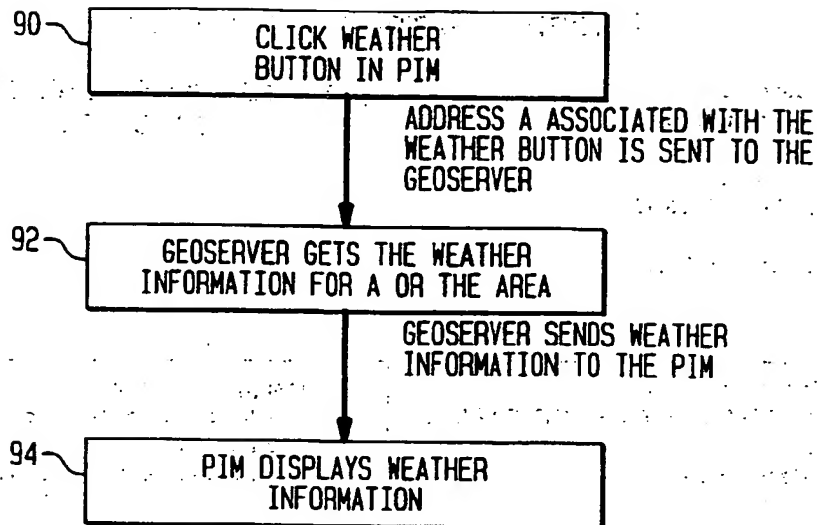 90
CLICK WEATHER
BUTTON IN PIM
ADDRESS A ASSOCIATED WITH THE
WEATHER BUTTON IS SENT TO THE
GEOSERVER
92
GEOSERVER GETS THE WEATHER
INFORMATION FOR A OR THE AREA
GEOSERVER SENDS WEATHER
INFORMATION TO THE PIM
94
PIM DISPLAYS WEATHER
INFORMATION